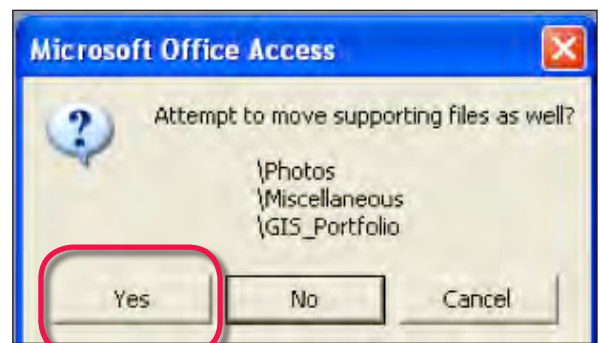 Microsoft Office Access
Attempt to move supporting files as well?
\Photos
\Miscellaneous
\GIS_Portfolio
Yes No Cancel